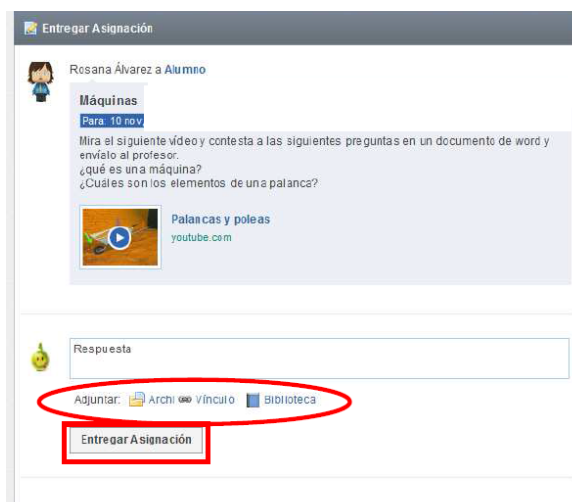 Entregar Asignación
Rosana Álvarez a Alumno
Máquinas
Para: 10 nov.
Mira el siguiente vídeo y contesta a las siguientes preguntas en un documento de word y
envíalo al profesor.
¿qué es una máquina?
¿Cuáles son los elementos de una palanca?
Palancas y poleas
youtube.com
Respuesta
Adjuntar: Archi Vínculo Biblioteca
Entregar Asignación